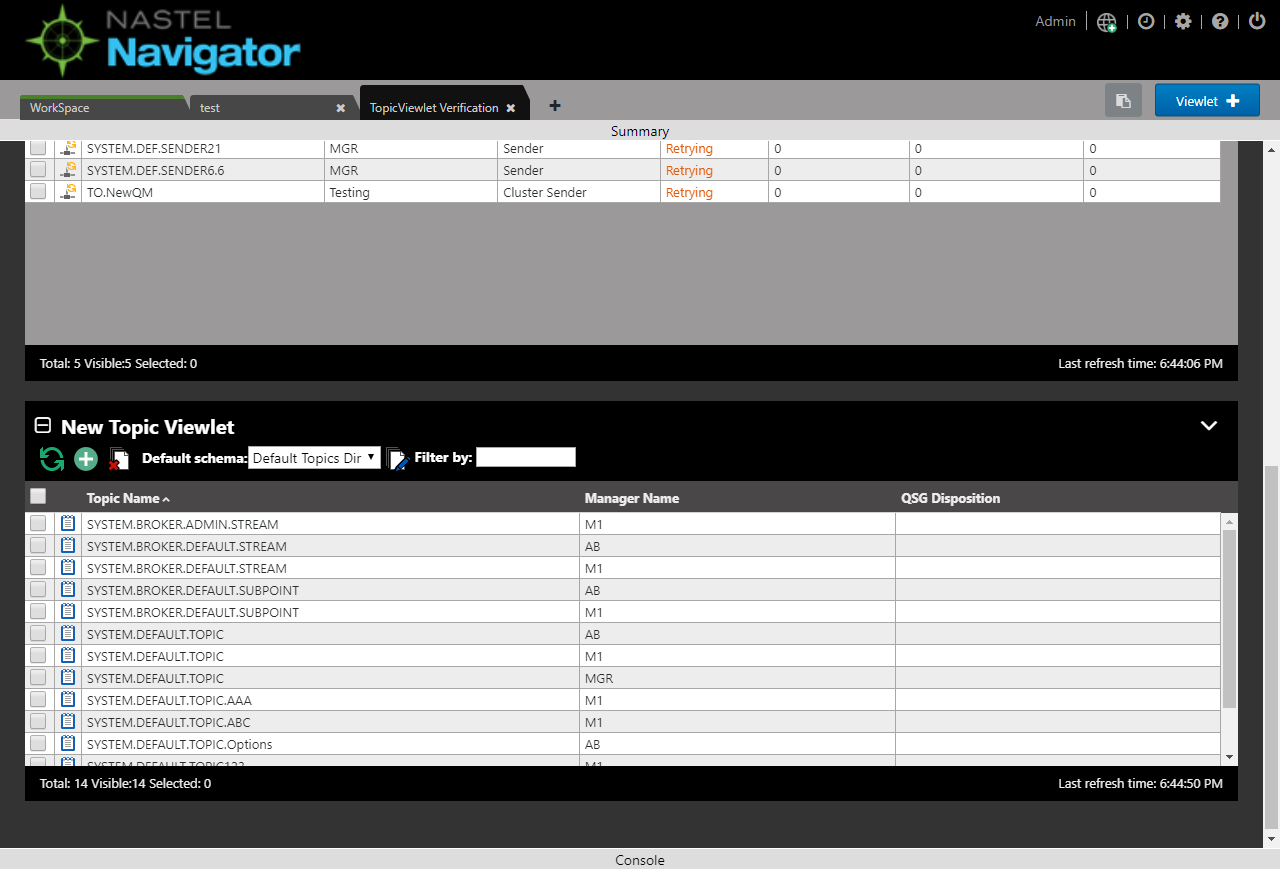 NASTEL
Navigator
Admin
WorkSpace
test
TopicViewlet Verification
Viewlet
Summary
SYSTEM.DEF.SENDER21 MGR Sender Retrying 0 0 0
SYSTEM.DEF.SENDER6.6 MGR Sender Retrying 0 0 0
TO.NewQM Testing Cluster Sender Retrying 0 0 0
Total: 5 Visible:5 Selected: 0 Last refresh time: 6:44:06 PM
New Topic Viewlet
Default schema: Default Topics Dir Filter by:
Topic Name Manager Name QSG Disposition
SYSTEM.BROKER.ADMIN.STREAM M1
SYSTEM.BROKER.DEFAULT.STREAM AB
SYSTEM.BROKER.DEFAULT.STREAM M1
SYSTEM.BROKER.DEFAULT.SUBPOINT AB
SYSTEM.BROKER.DEFAULT.SUBPOINT M1
SYSTEM.DEFAULT.TOPIC AB
SYSTEM.DEFAULT.TOPIC M1
SYSTEM.DEFAULT.TOPIC MGR
SYSTEM.DEFAULT.TOPIC.AAA M1
SYSTEM.DEFAULT.TOPIC.ABC M1
SYSTEM.DEFAULT.TOPIC.Options AB
M1
Total: 14 Visible:14 Selected: 0 Last refresh time: 6:44:50 PM
Console